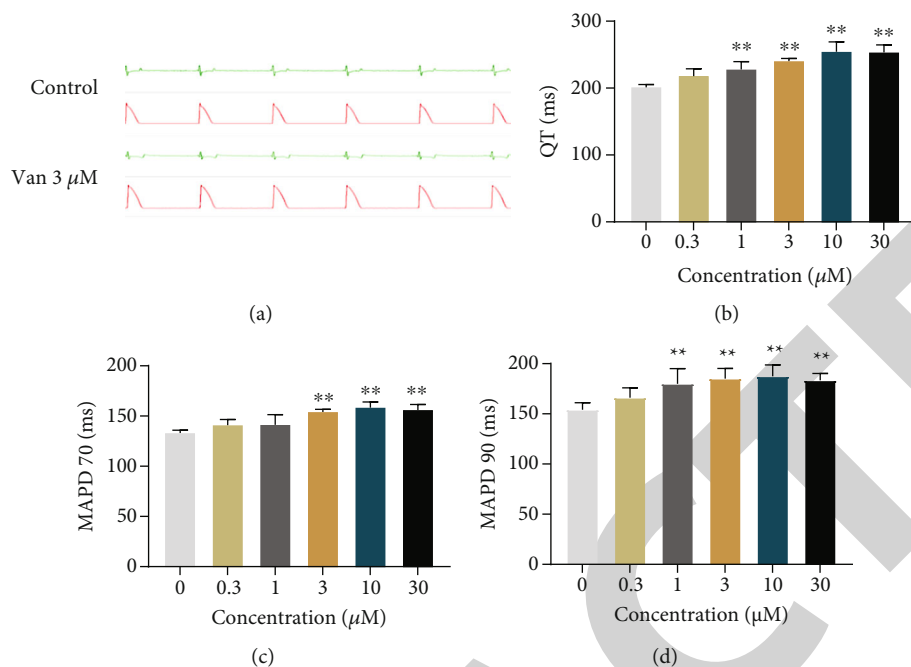 Control
Van 3 µM
(a)
300
200
100
0
QT (ms)
** ** ** **
0 0.3 1 3 10 30
Concentration (µM)
(b)
200
150
100
50
0
MAPD 70 (ms)
** ** **
0 0.3 1 3 10 30
Concentration (µM)
(c)
200
150
100
50
0
MAPD 90 (ms)
** ** ** **
0 0.3 1 3 10 30
Concentration (µM)
(d)